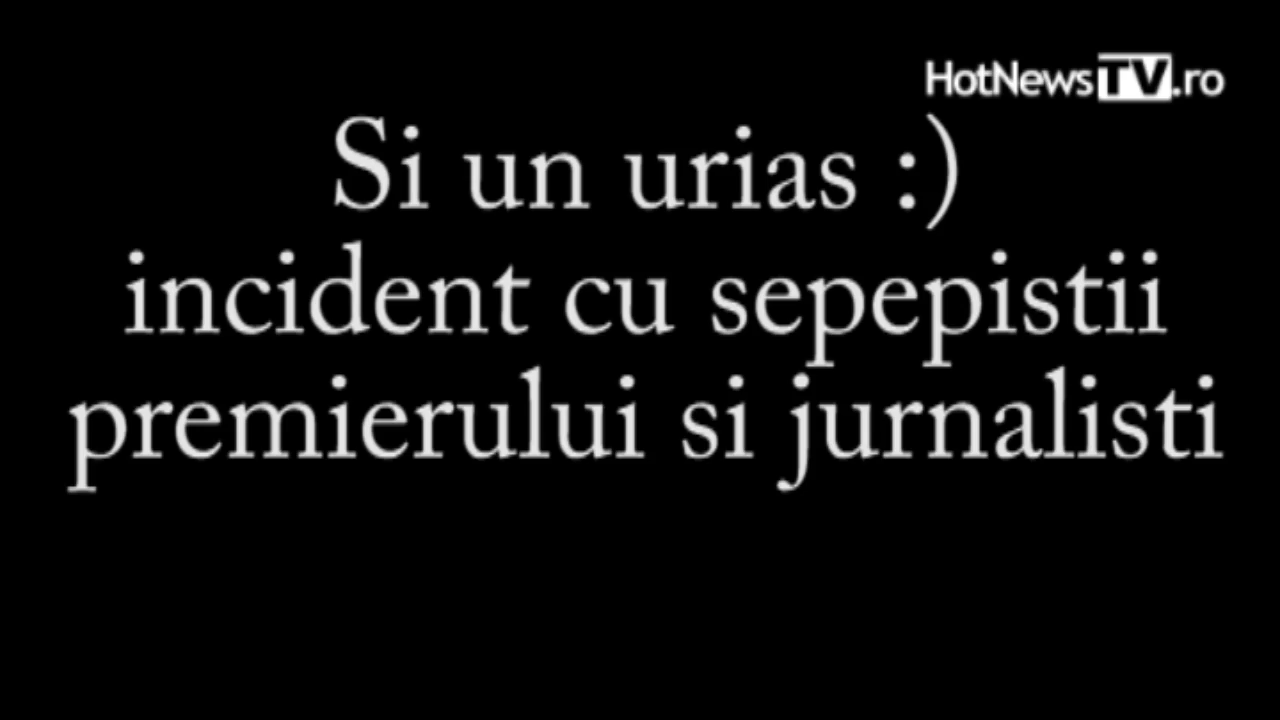 HotNewsTV.ro
Si un urias :)
incident cu sepepistii
premierului si jurnalisti